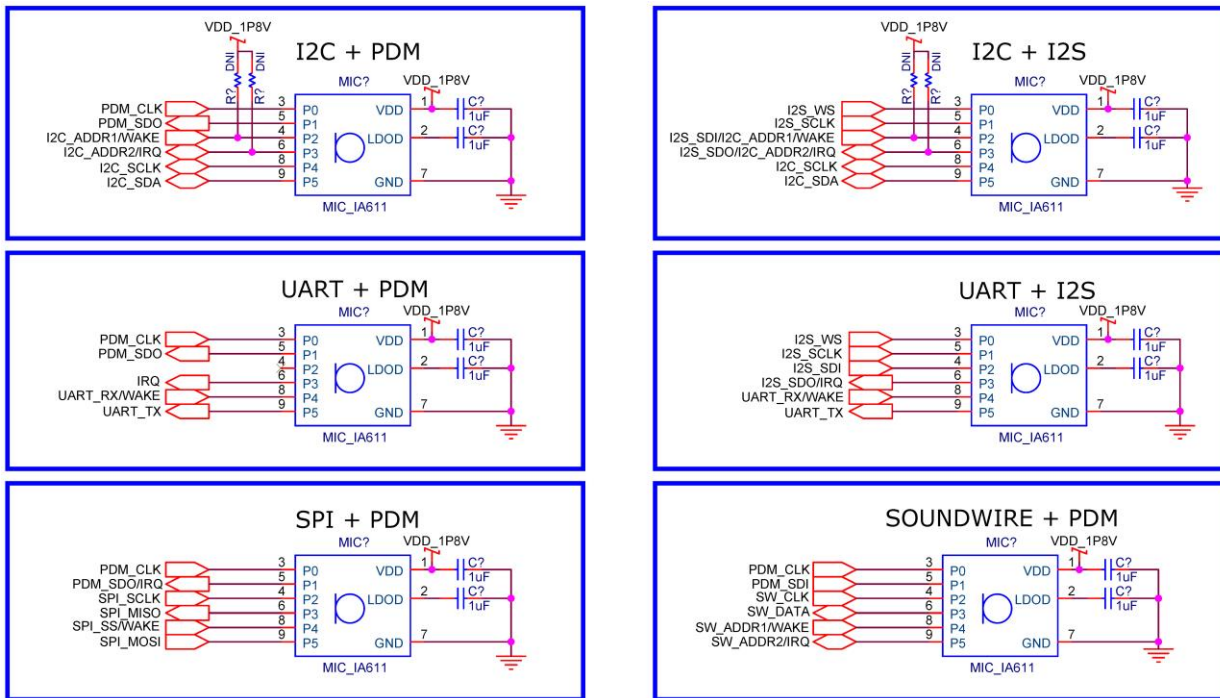 I2C + PDM
VDD_1P8V
DNI
DNI
R?
R?
MIC?
VDD_1P8V
PDM_CLK 3 P0 VDD 1 C? 1uF
PDM_SDO 5 P1
I2C_ADDR1/WAKE 4 P2 LDOD 2 C? 1uF
I2C_ADDR2/IRQ 6 P3
I2C_SCLK 8 P4
I2C_SDA 9 P5 GND 7
MIC_IA611
I2C + I2S
VDD_1P8V
DNI
DNI
R?
R?
MIC?
VDD_1P8V
I2S_WS 3 P0 VDD 1 C? 1uF
I2S_SCLK 5 P1
I2S_SDI/I2C_ADDR1/WAKE 4 P2 LDOD 2 C? 1uF
I2S_SDO/I2C_ADDR2/IRQ 6 P3
I2C_SCLK 8 P4
I2C_SDA 9 P5 GND 7
MIC_IA611
UART + PDM
MIC?
VDD_1P8V
PDM_CLK 3 P0 VDD 1 C? 1uF
PDM_SDO 5 P1
4 P2 LDOD 2 C? 1uF
IRQ 6 P3
UART_RX/WAKE 8 P4
UART_TX 9 P5 GND 7
MIC_IA611
UART + I2S
MIC?
VDD_1P8V
I2S_WS 3 P0 VDD 1 C? 1uF
I2S_SCLK 5 P1
I2S_SDI 4 P2 LDOD 2 C? 1uF
I2S_SDO/IRQ 6 P3
UART_RX/WAKE 8 P4
UART_TX 9 P5 GND 7
MIC_IA611
SPI + PDM
MIC?
VDD_1P8V
PDM_CLK 3 P0 VDD 1 C? 1uF
PDM_SDO/IRQ 5 P1
SPI_SCLK 4 P2 LDOD 2 C? 1uF
SPI_MISO 6 P3
SPI_SS/WAKE 8 P4
SPI_MOSI 9 P5 GND 7
MIC_IA611
SOUNDWIRE + PDM
MIC?
VDD_1P8V
PDM_CLK 3 P0 VDD 1 C? 1uF
PDM_SDI 5 P1
SW_CLK 4 P2 LDOD 2 C? 1uF
SW_DATA 6 P3
SW_ADDR1/WAKE 8 P4
SW_ADDR2/IRQ 9 P5 GND 7
MIC_IA611